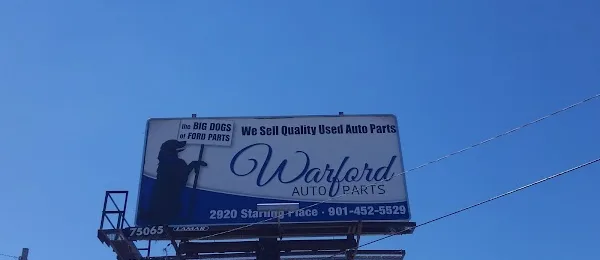 the BIG DOGS
of FORD PARTS
We Sell Quality Used Auto Parts
Warford
AUTO PARTS
2920 Starling Place · 901-452-5529
75065
LAMAR